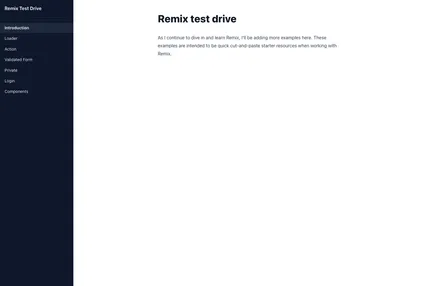 Remix Test Drive
Introduction
Loader
Action
Validated Form
Private
Login
Components
Remix test drive
As I continue to dive in and learn Remix, I'll be adding more examples here. These
examples are intended to be quick cut-and-paste starter resources when working with
Remix.